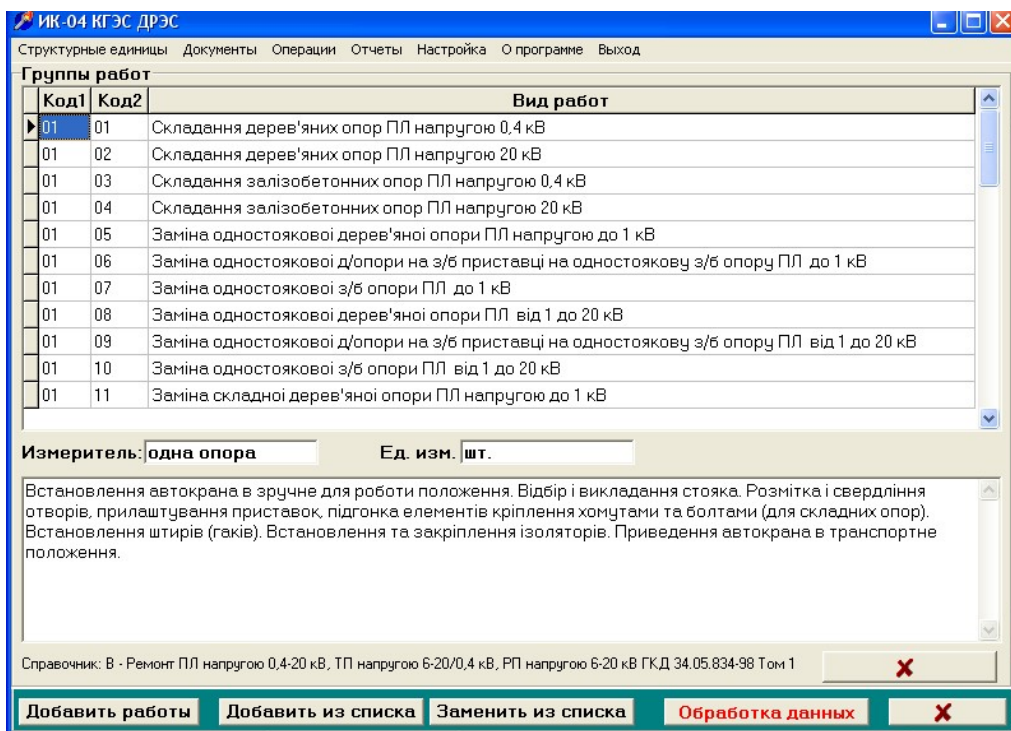 ИК-04 КГЭС ДРЭС
Структурные единицы Документы Операции Отчеты Настройка О программе Выход
Группы работ
Код1 Код2 Вид работ
01 01 Складання дерев'яних опор ПЛ напругою 0,4 кВ
01 02 Складання дерев'яних опор ПЛ напругою 20 кВ
01 03 Складання залізобетонних опор ПЛ напругою 0,4 кВ
01 04 Складання залізобетонних опор ПЛ напругою 20 кВ
01 05 Заміна одностоякової дерев'яної опори ПЛ напругою до 1 кВ
01 06 Заміна одностоякової д/опори на з/б приставці на одностоякову з/б опору ПЛ до 1 кВ
01 07 Заміна одностоякової з/б опори ПЛ до 1 кВ
01 08 Заміна одностоякової дерев'яної опори ПЛ від 1 до 20 кВ
01 09 Заміна одностоякової д/опори на з/б приставці на одностоякову з/б опору ПЛ від 1 до 20 кВ
01 10 Заміна одностоякової з/б опори ПЛ від 1 до 20 кВ
01 11 Заміна складної дерев'яної опори ПЛ напругою до 1 кВ
Измеритель: одна опора Ед. изм. шт.
Встановлення автокрана в зручне для роботи положення. Відбір і викладання стояка. Розмітка і свердління
отворів, прилаштування приставок, підгонка елементів кріплення хомутами та болтами (для складних опор).
Встановлення штирів (гаків). Встановлення та закріплення ізоляторів. Приведення автокрана в транспортне
положення.
Справочник: В - Ремонт ПЛ напругою 0,4-20 кВ, ТП напругою 6-20/0,4 кВ, РП напругою 6-20 кВ ГКД 34.05.834-98 Том 1
Добавить работы Добавить из списка Заменить из списка Обработка данных